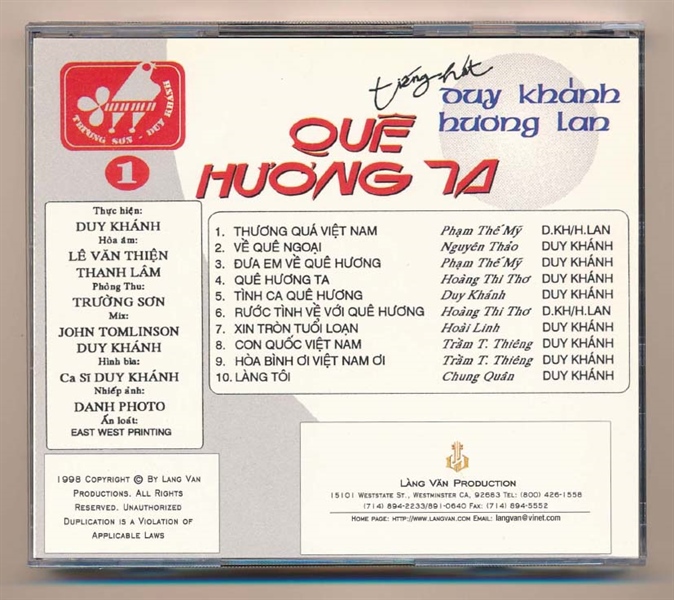 TRƯỜNG SƠN - DUY KHÁNH
1
tiếng hát
DUY KHÁNH
HƯƠNG LAN
QUÊ
HƯƠNG TA
Thực hiện:
DUY KHÁNH
Hòa âm:
LÊ VĂN THIỆN
THANH LÂM
Phòng Thu:
TRƯỜNG SƠN
Mix:
JOHN TOMLINSON
DUY KHÁNH
Hình bìa:
Ca Sĩ DUY KHÁNH
Nhiếp ảnh:
DANH PHOTO
Ấn loát:
EAST WEST PRINTING
1. THƯƠNG QUÁ VIỆT NAM Phạm Thế Mỹ D.KH/H.LAN
2. VỀ QUÊ NGOẠI Nguyên Thảo DUY KHÁNH
3. ĐƯA EM VỀ QUÊ HƯƠNG Phạm Thế Mỹ DUY KHÁNH
4. QUÊ HƯƠNG TA Hoàng Thi Thơ DUY KHÁNH
5. TÌNH CA QUÊ HƯƠNG Duy Khánh DUY KHÁNH
6. RƯỚC TÌNH VỀ VỚI QUÊ HƯƠNG Hoàng Thi Thơ D.KH/H.LAN
7. XIN TRÒN TUỔI LOẠN Hoài Linh DUY KHÁNH
8. CON QUỐC VIỆT NAM Trầm T. Thiêng DUY KHÁNH
9. HÒA BÌNH ƠI VIỆT NAM ƠI Trầm T. Thiêng DUY KHÁNH
10. LÀNG TÔI Chung Quân DUY KHÁNH
1998 COPYRIGHT © BY LANG VAN
PRODUCTIONS. ALL RIGHTS
RESERVED. UNAUTHORIZED
DUPLICATION IS A VIOLATION OF
APPLICABLE LAWS
LÀNG VĂN PRODUCTION
15101 WESTSTATE ST., WESTMINSTER CA, 92683 TEL: (800) 426-1558
(714) 894-2233/891-0640 FAX: (714) 894-5552
HOME PAGE: HTTP://WWW.LANGVAN.COM EMAIL: langvan@vinet.com